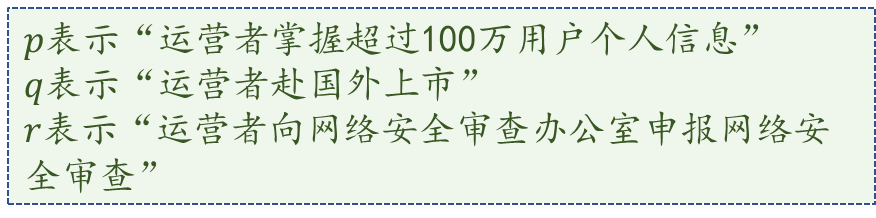 p表示“运营者掌握超过100万用户个人信息”
q表示“运营者赴国外上市”
r表示“运营者向网络安全审查办公室申报网络安
全审查”